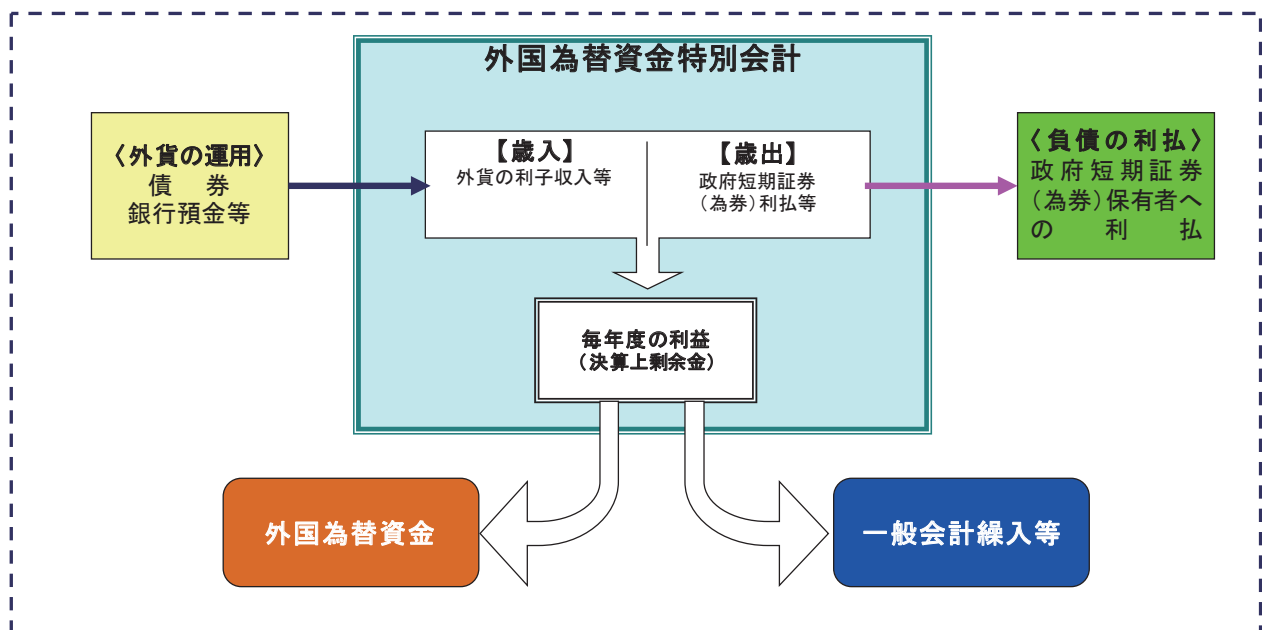 外国為替資金特別会計
〈外貨の運用〉
債 券
銀行預金等
【歳入】
外貨の利子収入等
【歳出】
政府短期証券
（為券）利払等
〈負債の利払〉
政府短期証券
（為券）保有者へ
の利払
毎年度の利益
（決算上剰余金）
外国為替資金
一般会計繰入等